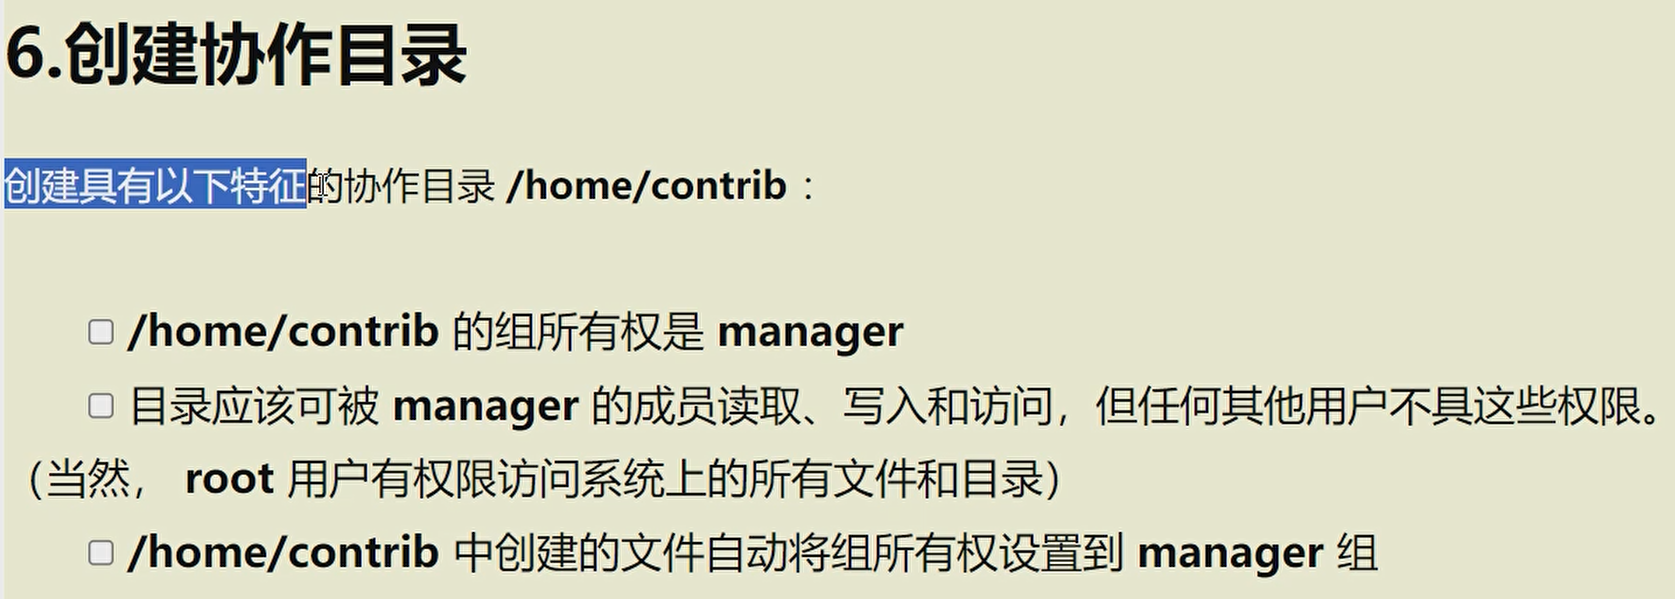 6.创建协作目录
创建具有以下特征的协作目录 /home/contrib ：
/home/contrib 的组所有权是 manager
目录应该可被 manager 的成员读取、写入和访问，但任何其他用户不具这些权限。
（当然， root 用户有权限访问系统上的所有文件和目录）
/home/contrib 中创建的文件自动将组所有权设置到 manager 组